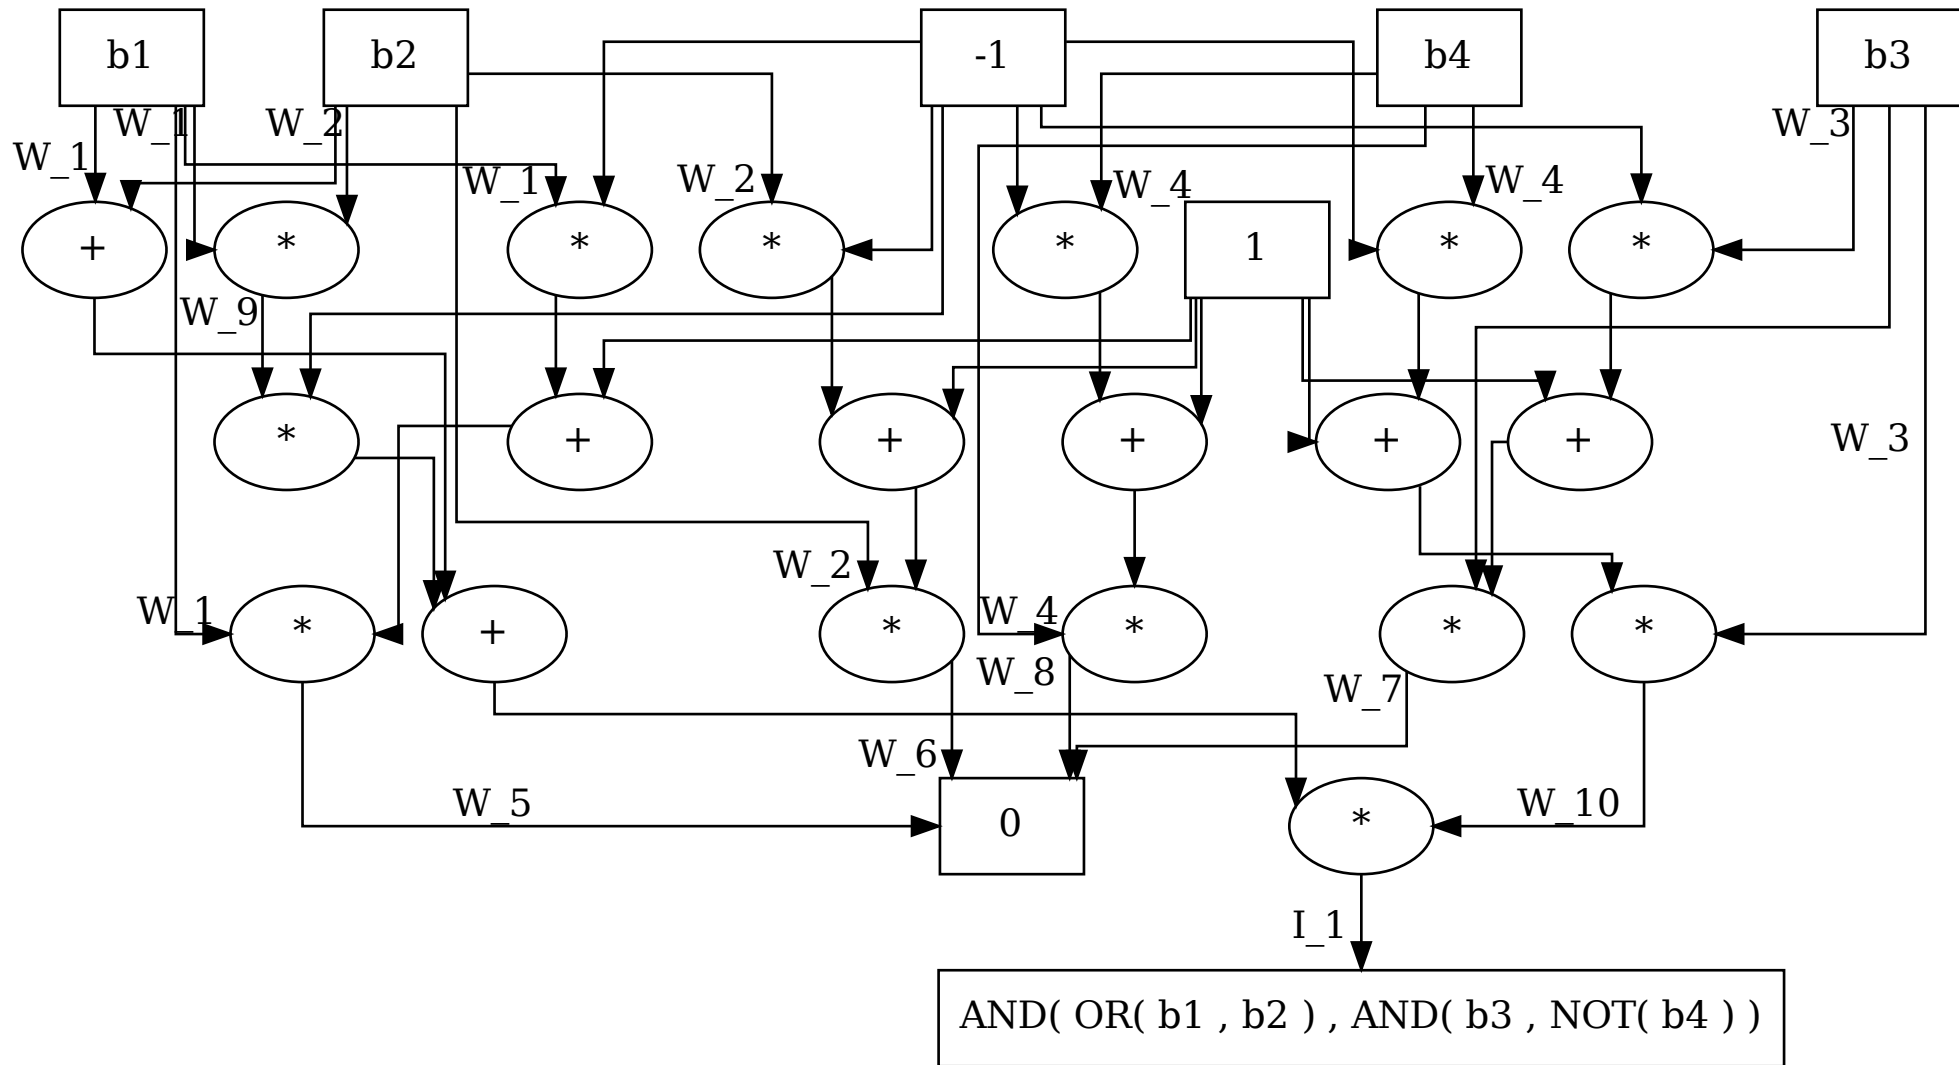 b1 b2 -1 b4 b3
W_1 W_2 W_3
W_1 W_1 W_2 W_4 W_4
+ * * * * 1 * *
W_9
* + + + + + W_3
W_2
W_1 * + * W_4 * * *
W_8 W_7
W_6
W_5 0 * W_10
I_1
AND( OR( b1 , b2 ) , AND( b3 , NOT( b4 ) ) )